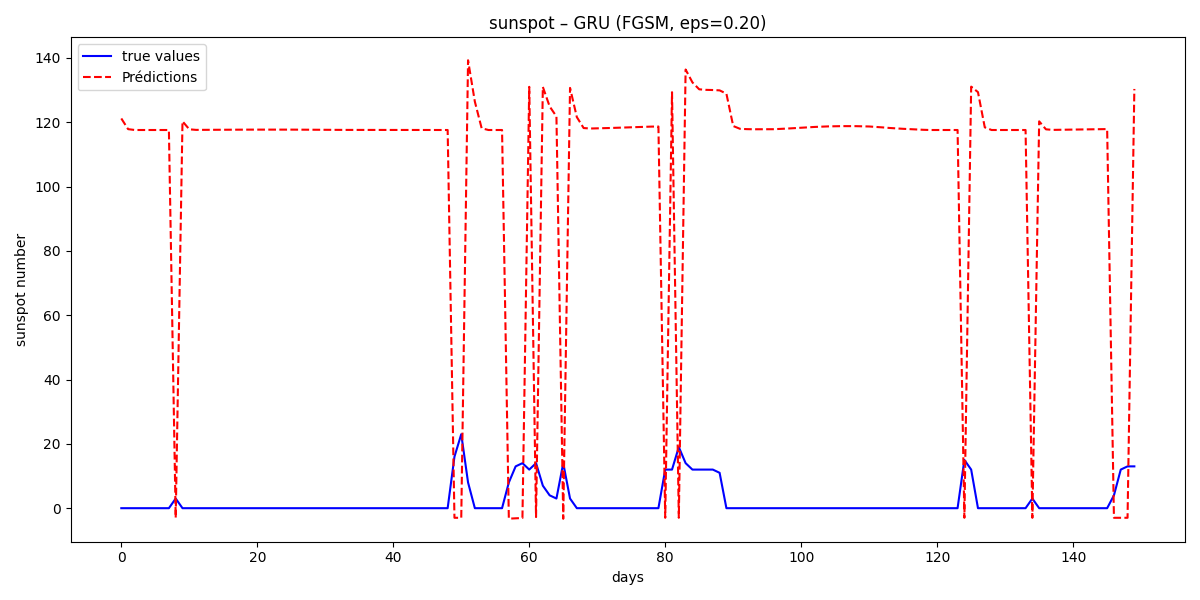 sunspot – GRU (FGSM, eps=0.20)
true values
Prédictions
140
120
100
80
60
40
20
0
sunspot number
0 20 40 60 80 100 120 140
days